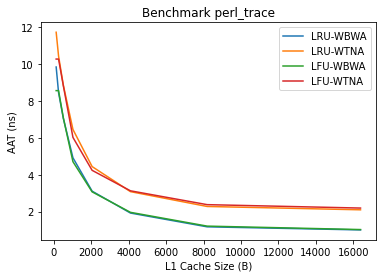 Benchmark perl_trace
LRU-WBWA
LRU-WTNA
LFU-WBWA
LFU-WTNA
12
10
8
6
4
2
AAT (ns)
0 2000 4000 6000 8000 10000 12000 14000 16000
L1 Cache Size (B)